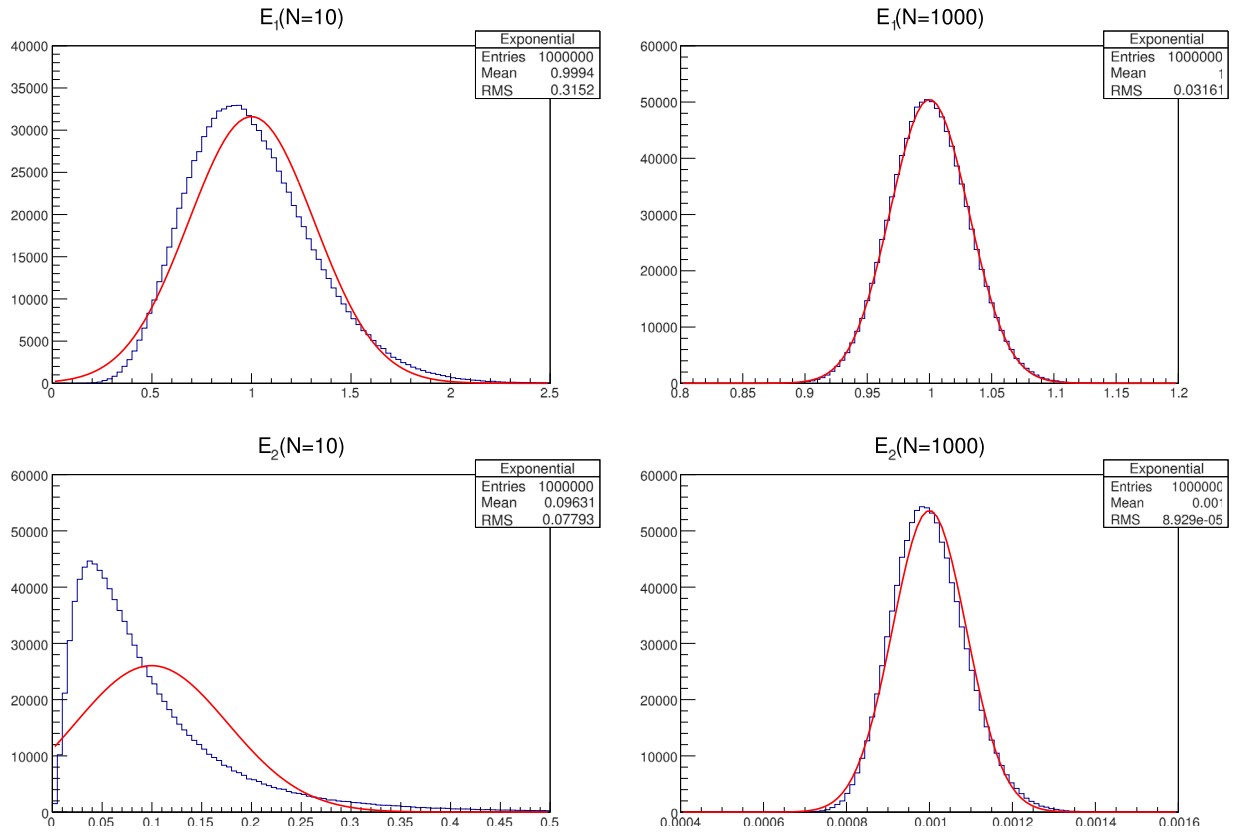 E1(N=10)
Exponential
Entries 1000000
Mean 0.9994
RMS 0.3152
40000
35000
30000
25000
20000
15000
10000
5000
0
0 0.5 1 1.5 2 2.5
E1(N=1000)
Exponential
Entries 1000000
Mean 1
RMS 0.03161
60000
50000
40000
30000
20000
10000
0
0.8 0.85 0.9 0.95 1 1.05 1.1 1.15 1.2
E2(N=10)
Exponential
Entries 1000000
Mean 0.09631
RMS 0.07793
60000
50000
40000
30000
20000
10000
0
0 0.05 0.1 0.15 0.2 0.25 0.3 0.35 0.4 0.45 0.5
E2(N=1000)
Exponential
Entries 1000000
Mean 0.001
RMS 8.929e-05
60000
50000
40000
30000
20000
10000
0
0.0004 0.0006 0.0008 0.001 0.0012 0.0014 0.0016